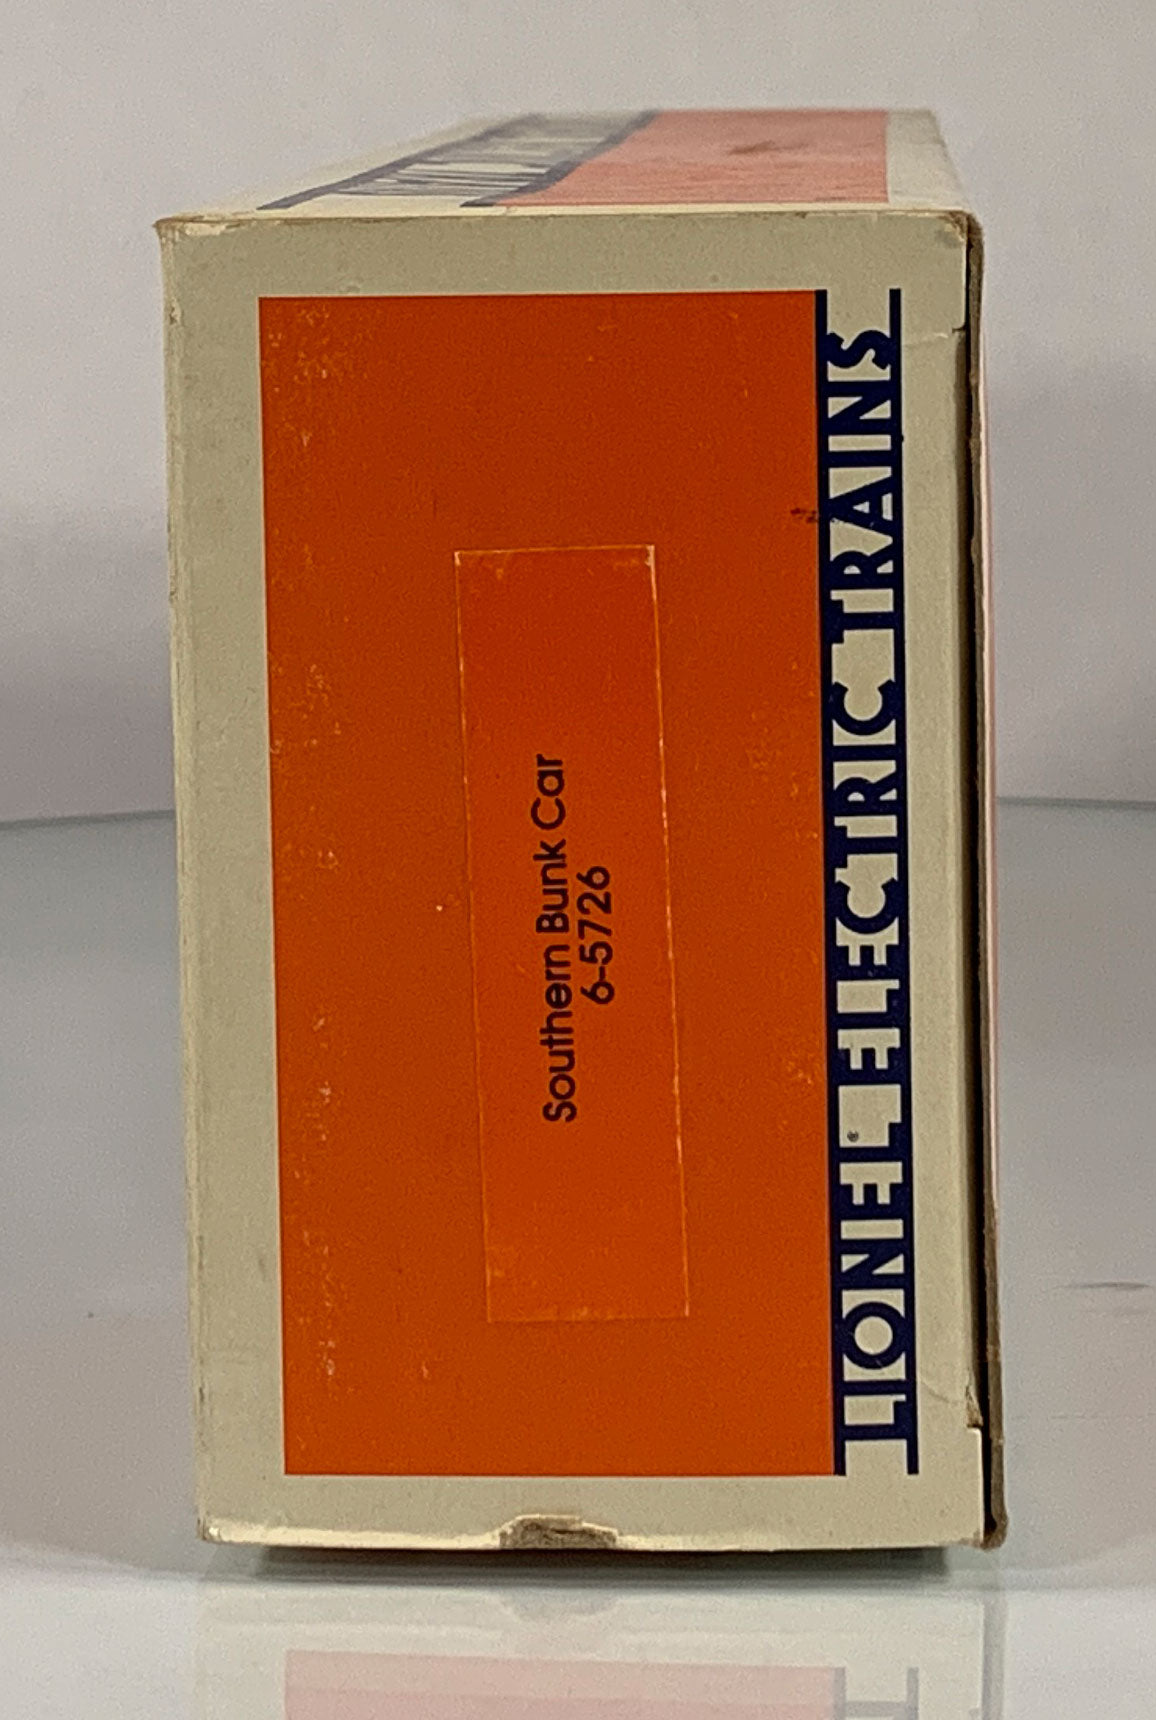 Southern Bunk Car
6-5726
LIONEL® ELECTRIC TRAINS